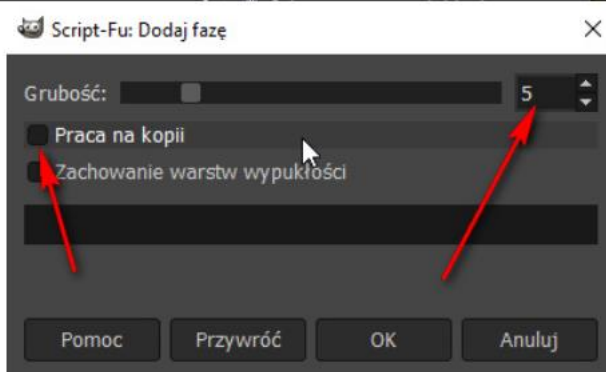 Script-Fu: Dodaj fazę
Grubość: 5
Praca na kopii
Zachowanie warstw wypukłości
Pomoc Przywróć OK Anuluj